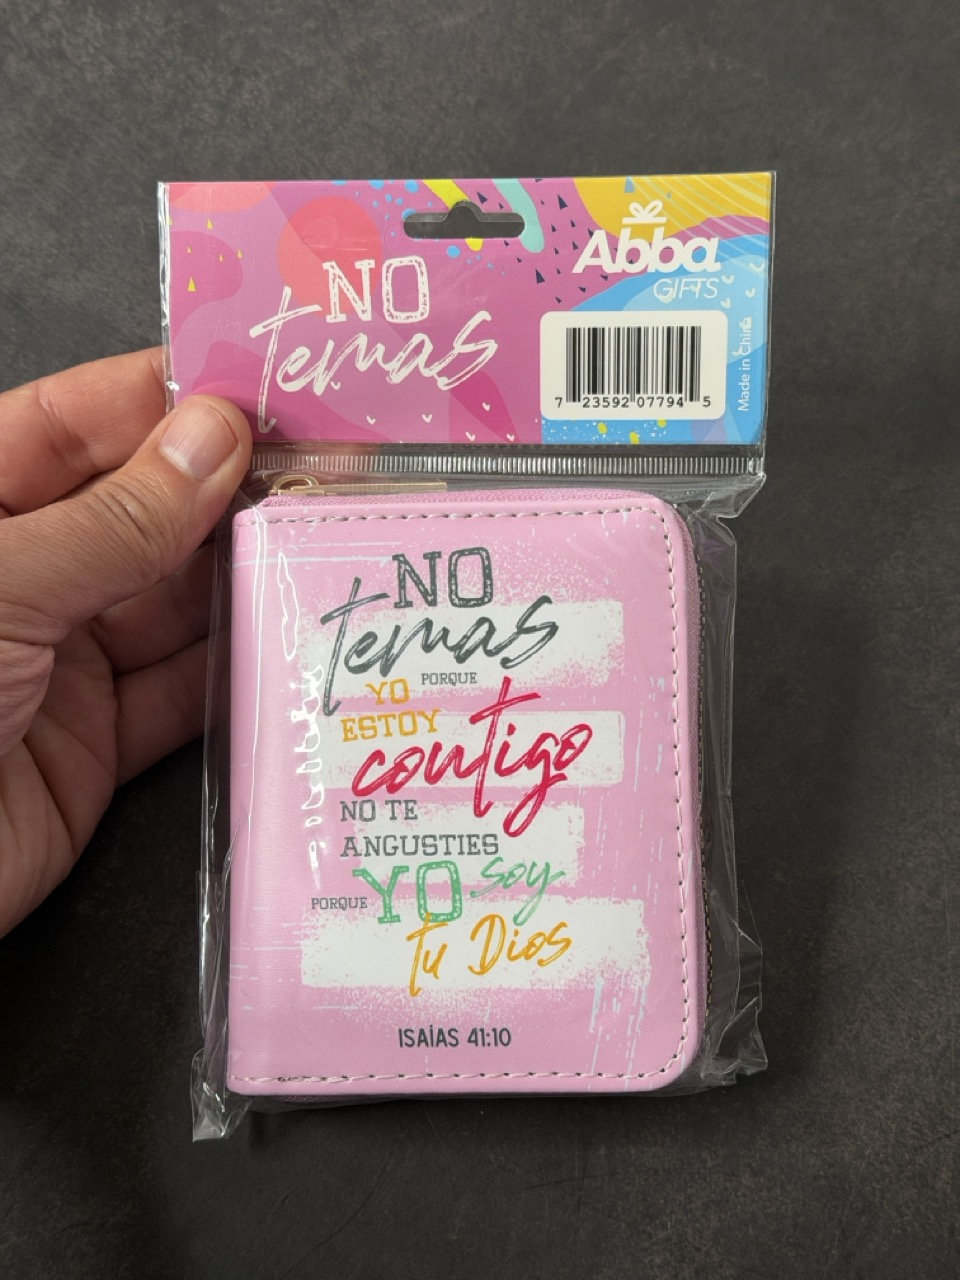 NO
temas
Abba
GIFTS
7 23592 07794 5
Made in China
NO
temas
PORQUE
YO
ESTOY
contigo
NO TE
ANGUSTIES
PORQUE YO soy
tu Dios
ISAÍAS 41:10